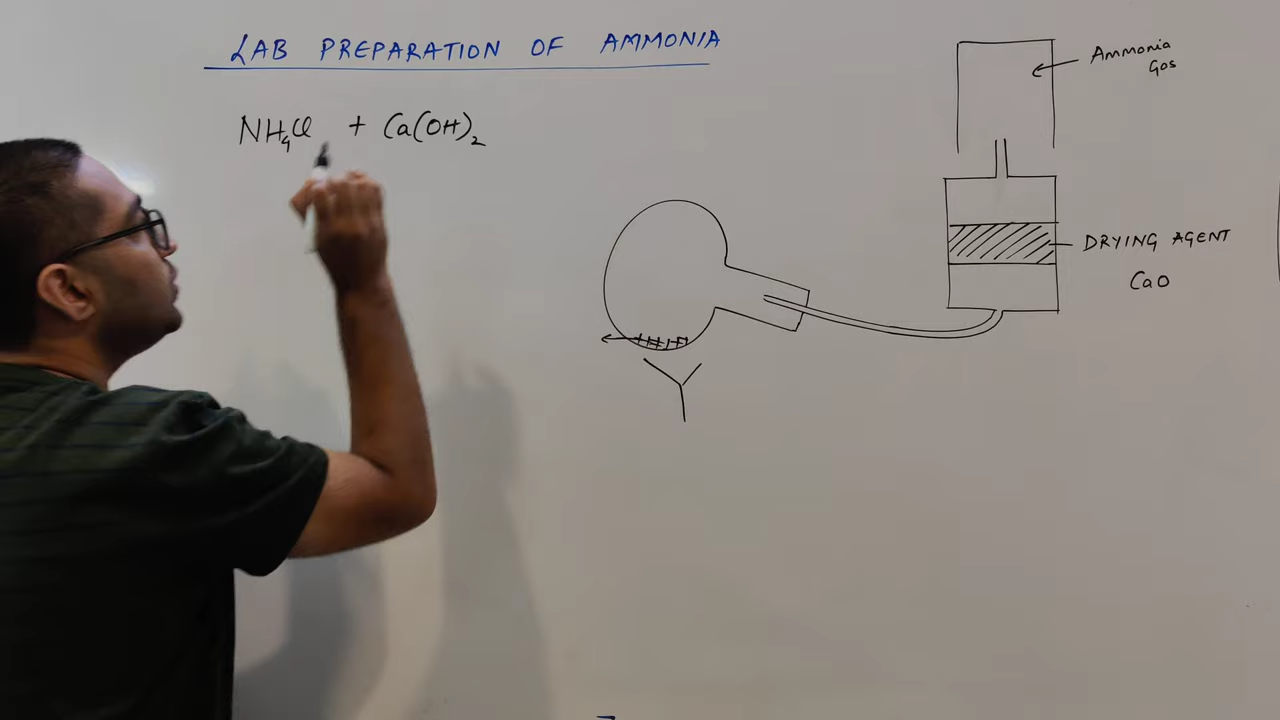 LAB PREPARATION OF AMMONIA
NH₄Cl + Ca(OH)₂
Ammonia
Gas
DRYING AGENT
CaO